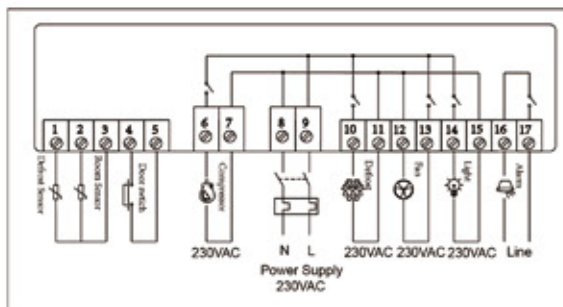 1 2 3 4 5 6 7 8 9 10 11 12 13 14 15 16 17
Defrost Sensor
Room Sensor
Door switch
Compressor
Defrost
Fan
Light
Alarm
N L
230VAC
230VAC 230VAC 230VAC Line
Power Supply
230VAC